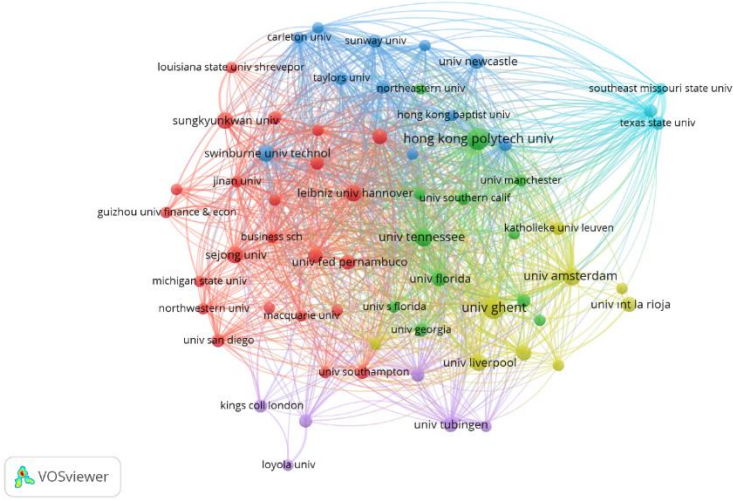 carleton univ
sunway univ
louisiana state univ shrevepor
taylors univ
univ newcastle
northeastern univ
southeast missouri state univ
sungkyunkwan univ
hong kong baptist univ
texas state univ
hong kong polytech univ
swinburne univ technol
jinan univ
leibniz univ hannover
univ manchester
univ southern calif
guizhou univ finance & econ
business sch
univ tennessee
katholieke univ leuven
sejong univ
univ fed pernambuco
michigan state univ
univ florida
univ amsterdam
northwestern univ
macquarie univ
univ s florida
univ ghent
univ int la rioja
univ georgia
univ san diego
univ southampton
univ liverpool
kings coll london
univ tubingen
loyola univ
VOSviewer